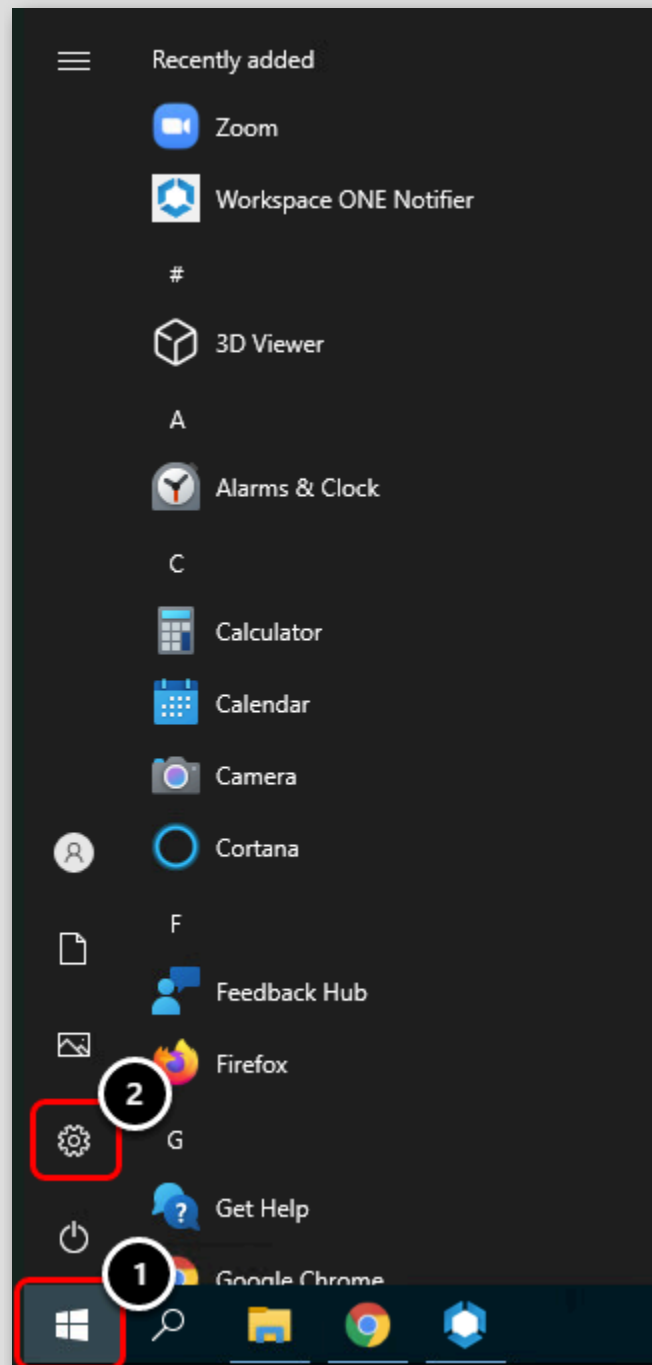 Recently added
Zoom
Workspace ONE Notifier
#
3D Viewer
A
Alarms & Clock
C
Calculator
Calendar
Camera
Cortana
F
Feedback Hub
Firefox
2
G
Get Help
1
Google Chrome